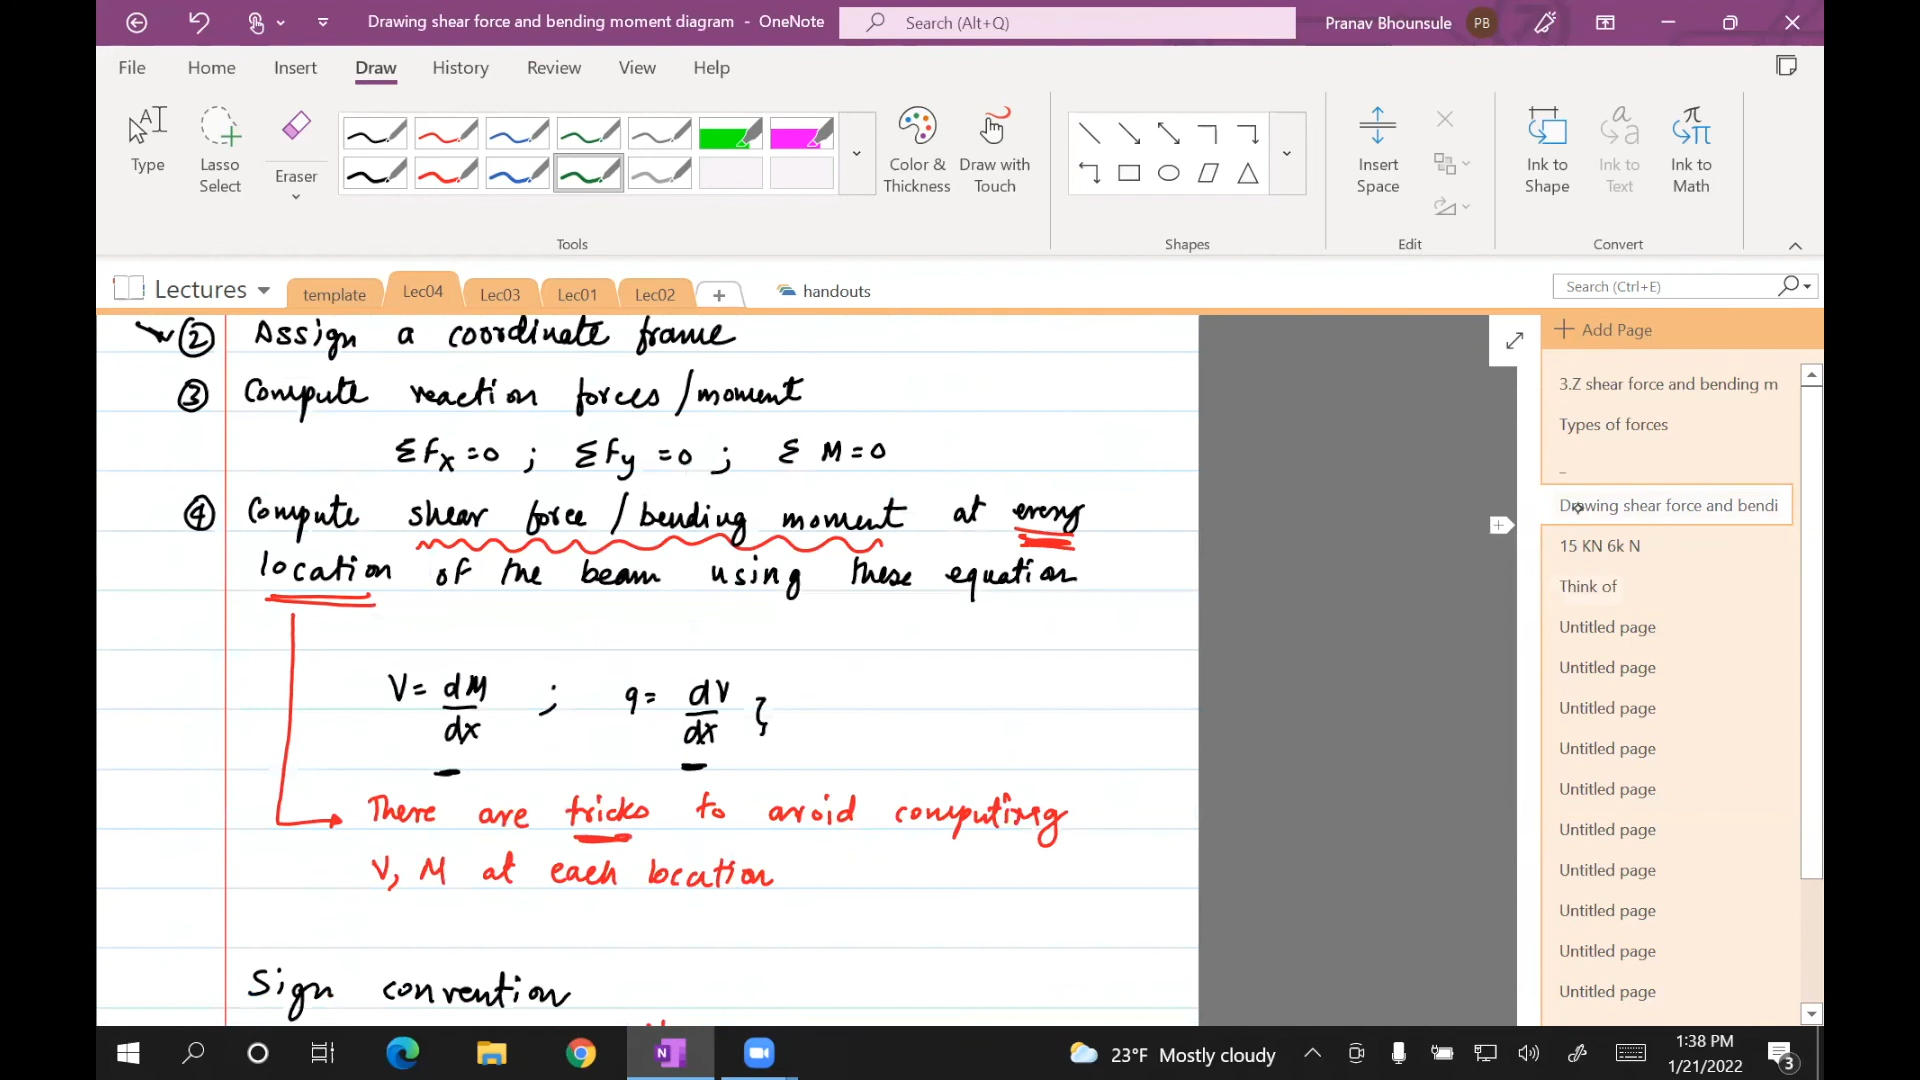 Drawing shear force and bending moment diagram - OneNote
Search (Alt+Q)
Pranav Bhounsule
PB
File
Home
Insert
Draw
History
Review
View
Help
Type
Lasso Select
Eraser
Color & Thickness
Draw with Touch
Insert Space
Ink to Shape
Ink to Text
Ink to Math
Tools
Shapes
Edit
Convert
Lectures
template
Lec04
Lec03
Lec01
Lec02
handouts
Search (Ctrl+E)
② Assign a coordinate frame
③ Compute reaction forces/moment
ΣFx = 0 ; ΣFy = 0 ; Σ M = 0
④ Compute shear force / bending moment at every
location of the beam using these equation
V = dM/dx ; q = dV/dx }
There are tricks to avoid computing
V, M at each location
Sign convention
Add Page
3.Z shear force and bending m
Types of forces
_
Drawing shear force and bendi
15 KN 6k N
Think of
Untitled page
Untitled page
Untitled page
Untitled page
Untitled page
Untitled page
Untitled page
Untitled page
Untitled page
Untitled page
23°F Mostly cloudy
1:38 PM
1/21/2022
3